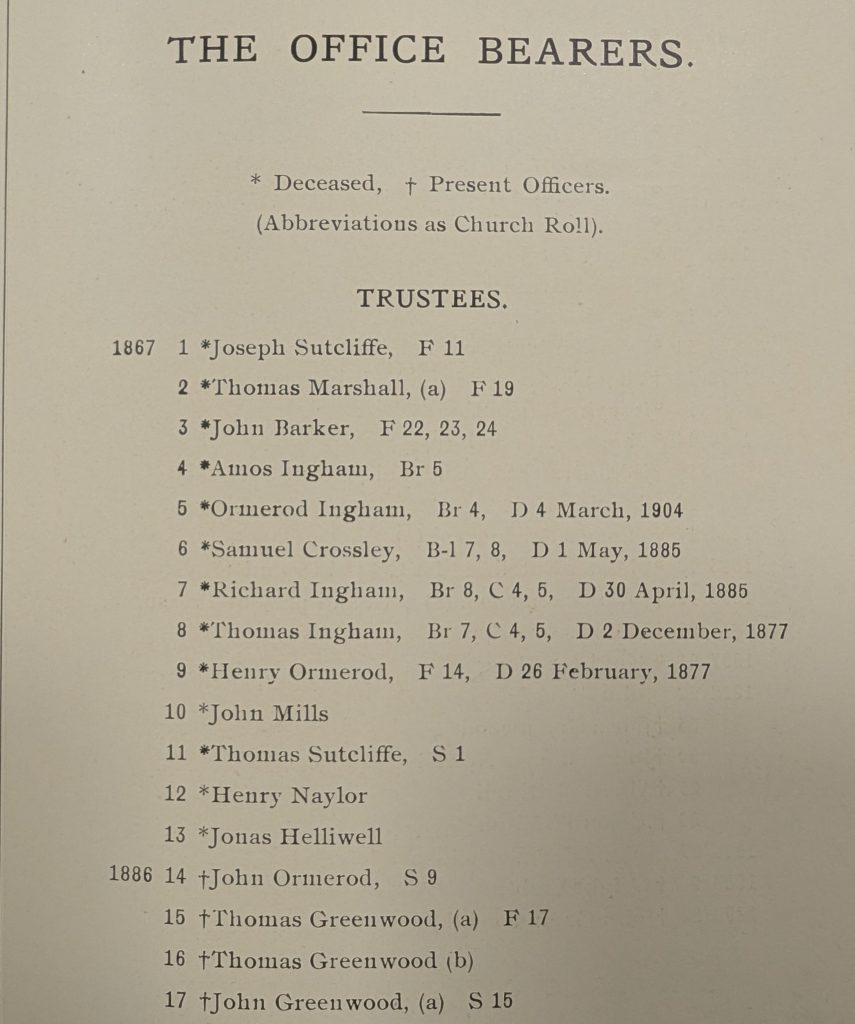 THE OFFICE BEARERS.
* Deceased, † Present Officers.
(Abbreviations as Church Roll).
TRUSTEES.
1867 1 *Joseph Sutcliffe, F 11
2 *Thomas Marshall, (a) F 19
3 *John Barker, F 22, 23, 24
4 *Amos Ingham, Br 5
5 *Ormerod Ingham, Br 4, D 4 March, 1904
6 *Samuel Crossley, B-l 7, 8, D 1 May, 1885
7 *Richard Ingham, Br 8, C 4, 5, D 30 April, 1885
8 *Thomas Ingham, Br 7, C 4, 5, D 2 December, 1877
9 *Henry Ormerod, F 14, D 26 February, 1877
10 *John Mills
11 *Thomas Sutcliffe, S 1
12 *Henry Naylor
13 *Jonas Helliwell
1886 14 †John Ormerod, S 9
15 †Thomas Greenwood, (a) F 17
16 †Thomas Greenwood (b)
17 †John Greenwood, (a) S 15